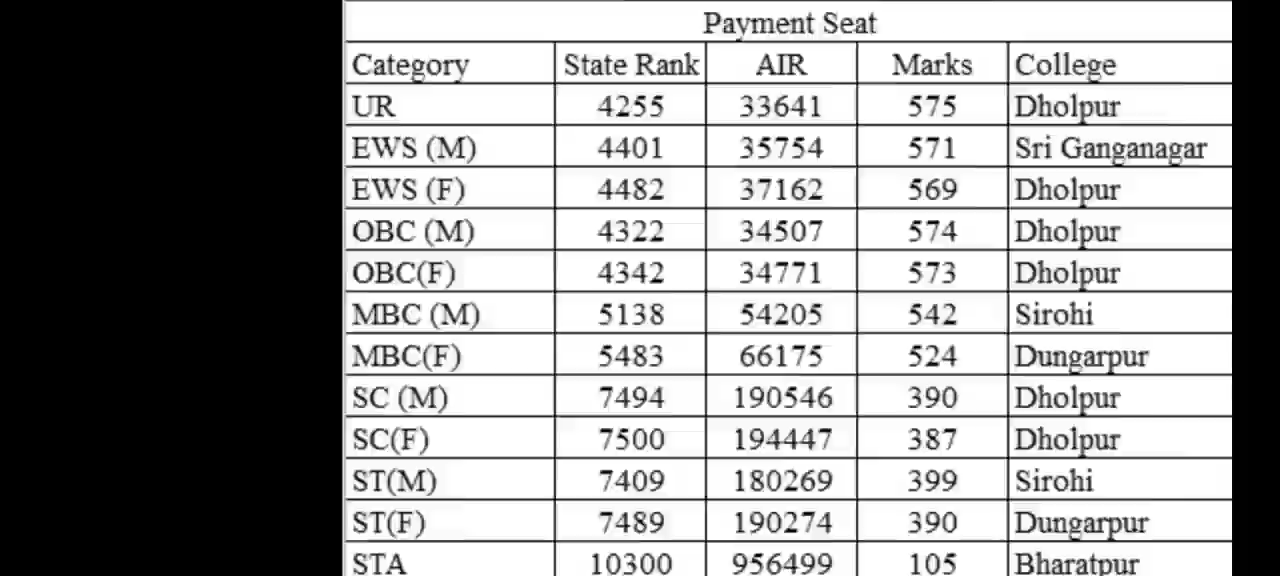 Payment Seat
Category State Rank AIR Marks College
UR 4255 33641 575 Dholpur
EWS (M) 4401 35754 571 Sri Ganganagar
EWS (F) 4482 37162 569 Dholpur
OBC (M) 4322 34507 574 Dholpur
OBC(F) 4342 34771 573 Dholpur
MBC (M) 5138 54205 542 Sirohi
MBC(F) 5483 66175 524 Dungarpur
SC (M) 7494 190546 390 Dholpur
SC(F) 7500 194447 387 Dholpur
ST(M) 7409 180269 399 Sirohi
ST(F) 7489 190274 390 Dungarpur
STA 10300 956499 105 Bharatpur